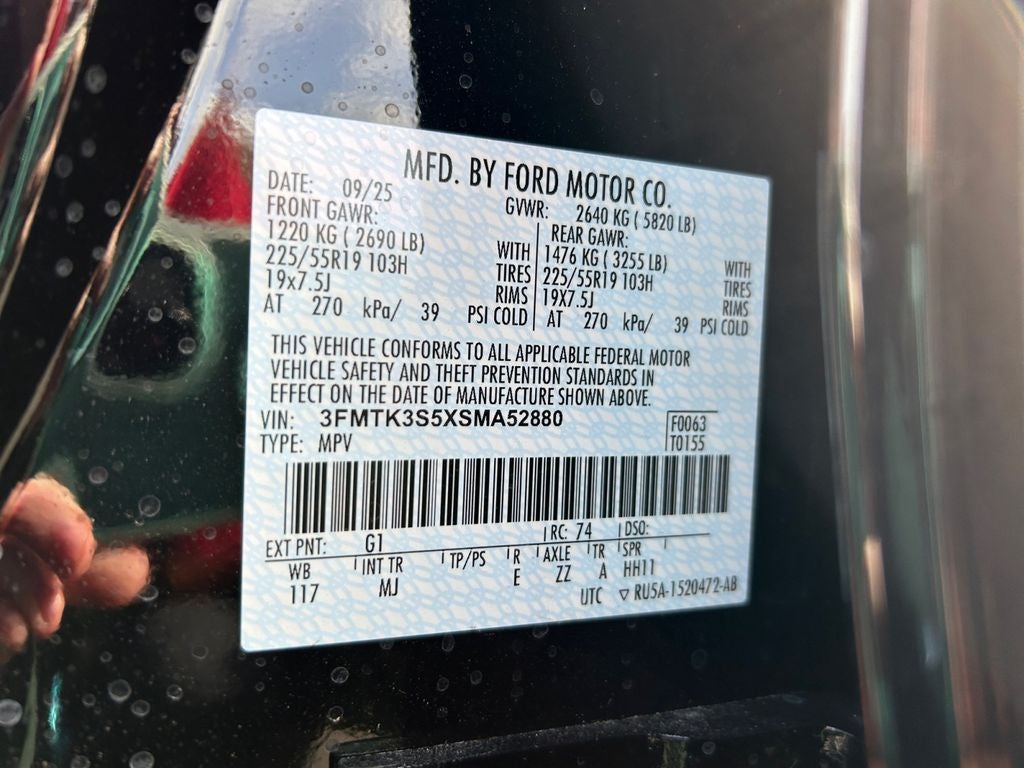 MFD. BY FORD MOTOR CO.
DATE: 09/25 GVWR: 2640 KG ( 5820 LB)
FRONT GAWR: REAR GAWR:
1220 KG ( 2690 LB) WITH 1476 KG ( 3255 LB) WITH
225/55R19 103H TIRES 225/55R19 103H TIRES
19x7.5J RIMS 19X7.5J RIMS
AT 270 kPa/ 39 PSI COLD AT 270 kPa/ 39 PSI COLD
THIS VEHICLE CONFORMS TO ALL APPLICABLE FEDERAL MOTOR
VEHICLE SAFETY AND THEFT PREVENTION STANDARDS IN
EFFECT ON THE DATE OF MANUFACTURE SHOWN ABOVE.
VIN: 3FMTK3S5XSMA52880 F0063
TYPE: MPV T0155
EXT PNT: G1 RC: 74 DSO:
WB INT TR TP/PS R AXLE TR SPR
117 MJ E ZZ A HH11
UTC ▽ RU5A-1520472-AB